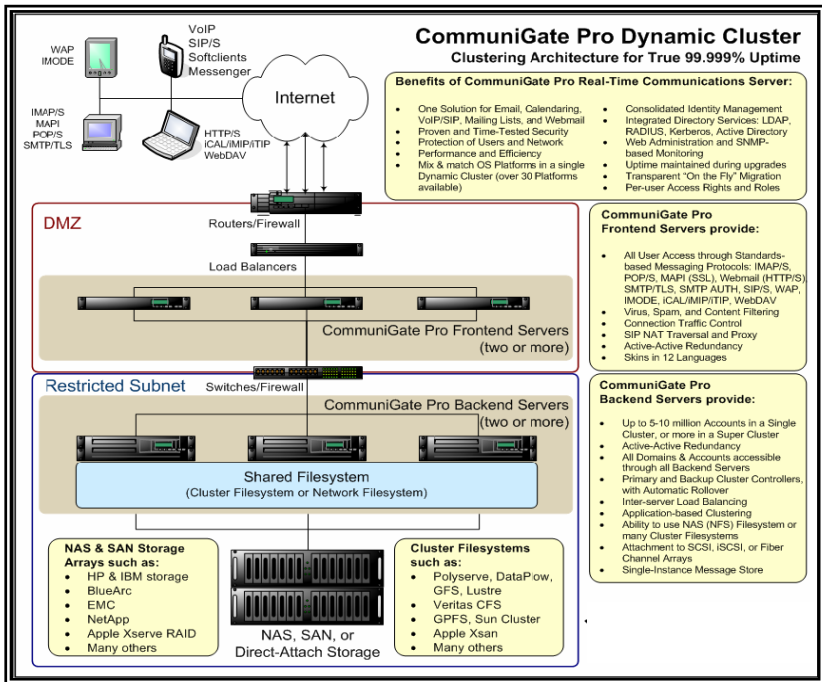 CommuniGate Pro Dynamic Cluster
Clustering Architecture for True 99.999% Uptime
WAP
IMODE
VoIP
SIP/S
Softclients
Messenger
IMAP/S
MAPI
POP/S
SMTP/TLS
HTTP/S
iCAL/iMIP/iTIP
WebDAV
Internet
Benefits of CommuniGate Pro Real-Time Communications Server:
• One Solution for Email, Calendaring,
VoIP/SIP, Mailing Lists, and Webmail
• Proven and Time-Tested Security
• Protection of Users and Network
• Performance and Efficiency
• Mix & match OS Platforms in a single
Dynamic Cluster (over 30 Platforms
available)
• Consolidated Identity Management
• Integrated Directory Services: LDAP,
RADIUS, Kerberos, Active Directory
• Web Administration and SNMP-
based Monitoring
• Uptime maintained during upgrades
• Transparent "On the Fly" Migration
• Per-user Access Rights and Roles
DMZ
Routers/Firewall
Load Balancers
CommuniGate Pro Frontend Servers
(two or more)
CommuniGate Pro
Frontend Servers provide:
• All User Access through Standards-
based Messaging Protocols: IMAP/S,
POP/S, MAPI (SSL), Webmail (HTTP/S)
SMTP/TLS, SMTP AUTH, SIP/S, WAP,
IMODE, iCAL/iMIP/iTIP, WebDAV
• Virus, Spam, and Content Filtering
• Connection Traffic Control
• SIP NAT Traversal and Proxy
• Active-Active Redundancy
• Skins in 12 Languages
Restricted Subnet
Switches/Firewall
CommuniGate Pro Backend Servers
(two or more)
Shared Filesystem
(Cluster Filesystem or Network Filesystem)
CommuniGate Pro
Backend Servers provide:
• Up to 5-10 million Accounts in a Single
Cluster, or more in a Super Cluster
• Active-Active Redundancy
• All Domains & Accounts accessible
through all Backend Servers
• Primary and Backup Cluster Controllers,
with Automatic Rollover
• Inter-server Load Balancing
• Application-based Clustering
• Ability to use NAS (NFS) Filesystem or
many Cluster Filesystems
• Attachment to SCSI, iSCSI, or Fiber
Channel Arrays
• Single-Instance Message Store
NAS & SAN Storage
Arrays such as:
• HP & IBM storage
• BlueArc
• EMC
• NetApp
• Apple Xserve RAID
• Many others
NAS, SAN, or
Direct-Attach Storage
Cluster Filesystems
such as:
• Polyserve, DataPlow,
GFS, Lustre
• Veritas CFS
• GPFS, Sun Cluster
• Apple Xsan
• Many others